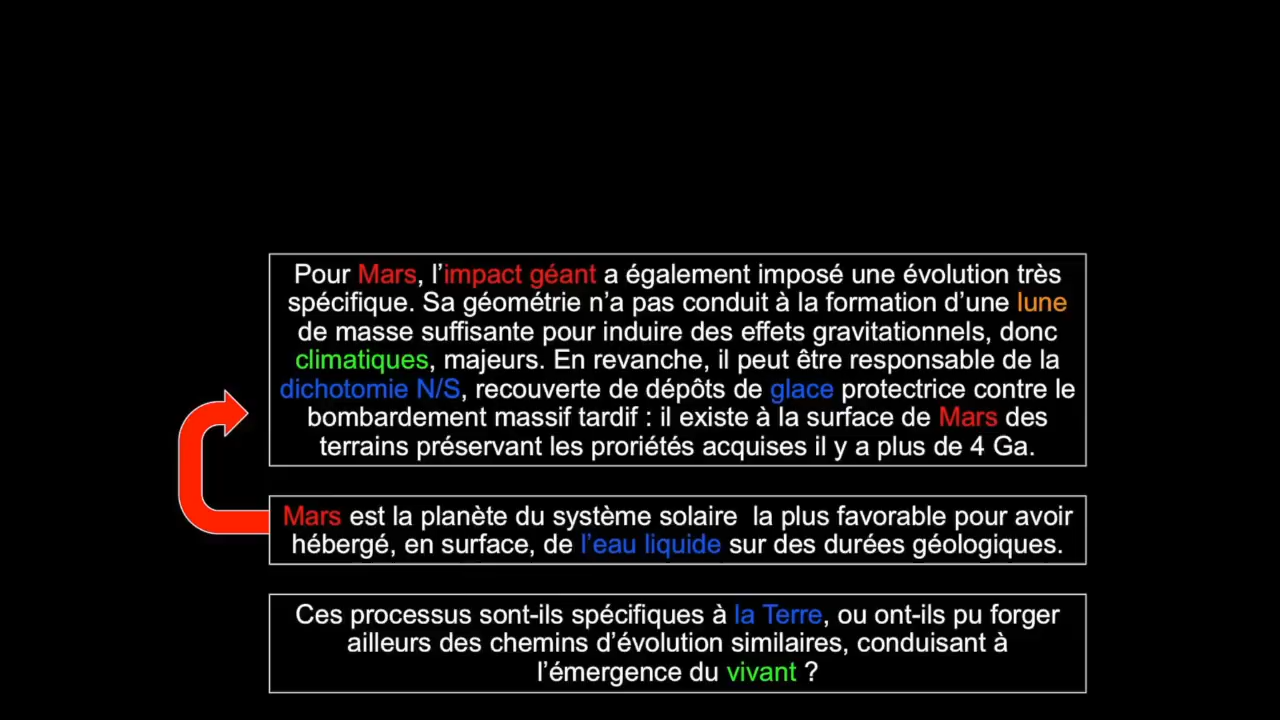 Pour Mars, l’impact géant a également imposé une évolution très
spécifique. Sa géométrie n’a pas conduit à la formation d’une lune
de masse suffisante pour induire des effets gravitationnels, donc
climatiques, majeurs. En revanche, il peut être responsable de la
dichotomie N/S, recouverte de dépôts de glace protectrice contre le
bombardement massif tardif : il existe à la surface de Mars des
terrains préservant les proriétés acquises il y a plus de 4 Ga.
Mars est la planète du système solaire  la plus favorable pour avoir
hébergé, en surface, de l’eau liquide sur des durées géologiques.
Ces processus sont-ils spécifiques à la Terre, ou ont-ils pu forger
ailleurs des chemins d’évolution similaires, conduisant à
l’émergence du vivant ?